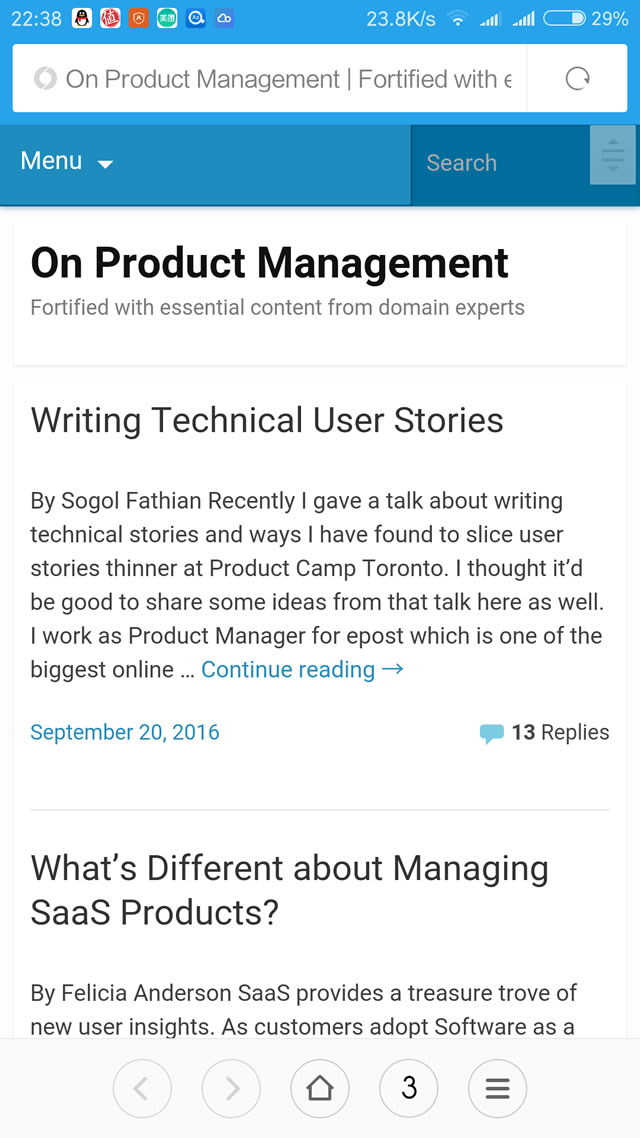 22:38
23.8K/s
29%
On Product Management | Fortified with e
Menu
Search
On Product Management
Fortified with essential content from domain experts
Writing Technical User Stories
By Sogol Fathian Recently I gave a talk about writing
technical stories and ways I have found to slice user
stories thinner at Product Camp Toronto. I thought it’d
be good to share some ideas from that talk here as well.
I work as Product Manager for epost which is one of the
biggest online … Continue reading →
September 20, 2016
13 Replies
What’s Different about Managing
SaaS Products?
By Felicia Anderson SaaS provides a treasure trove of
new user insights. As customers adopt Software as a
3